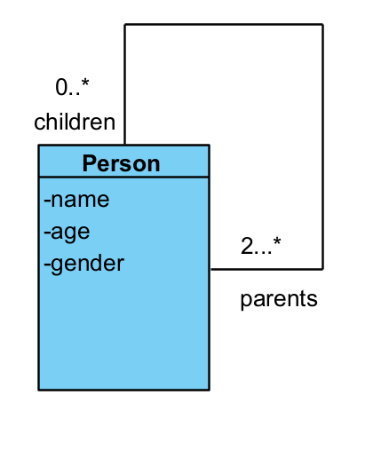 0..*
children
Person
-name
-age
-gender
2...*
parents